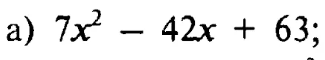 а) 7x² − 42x + 63;